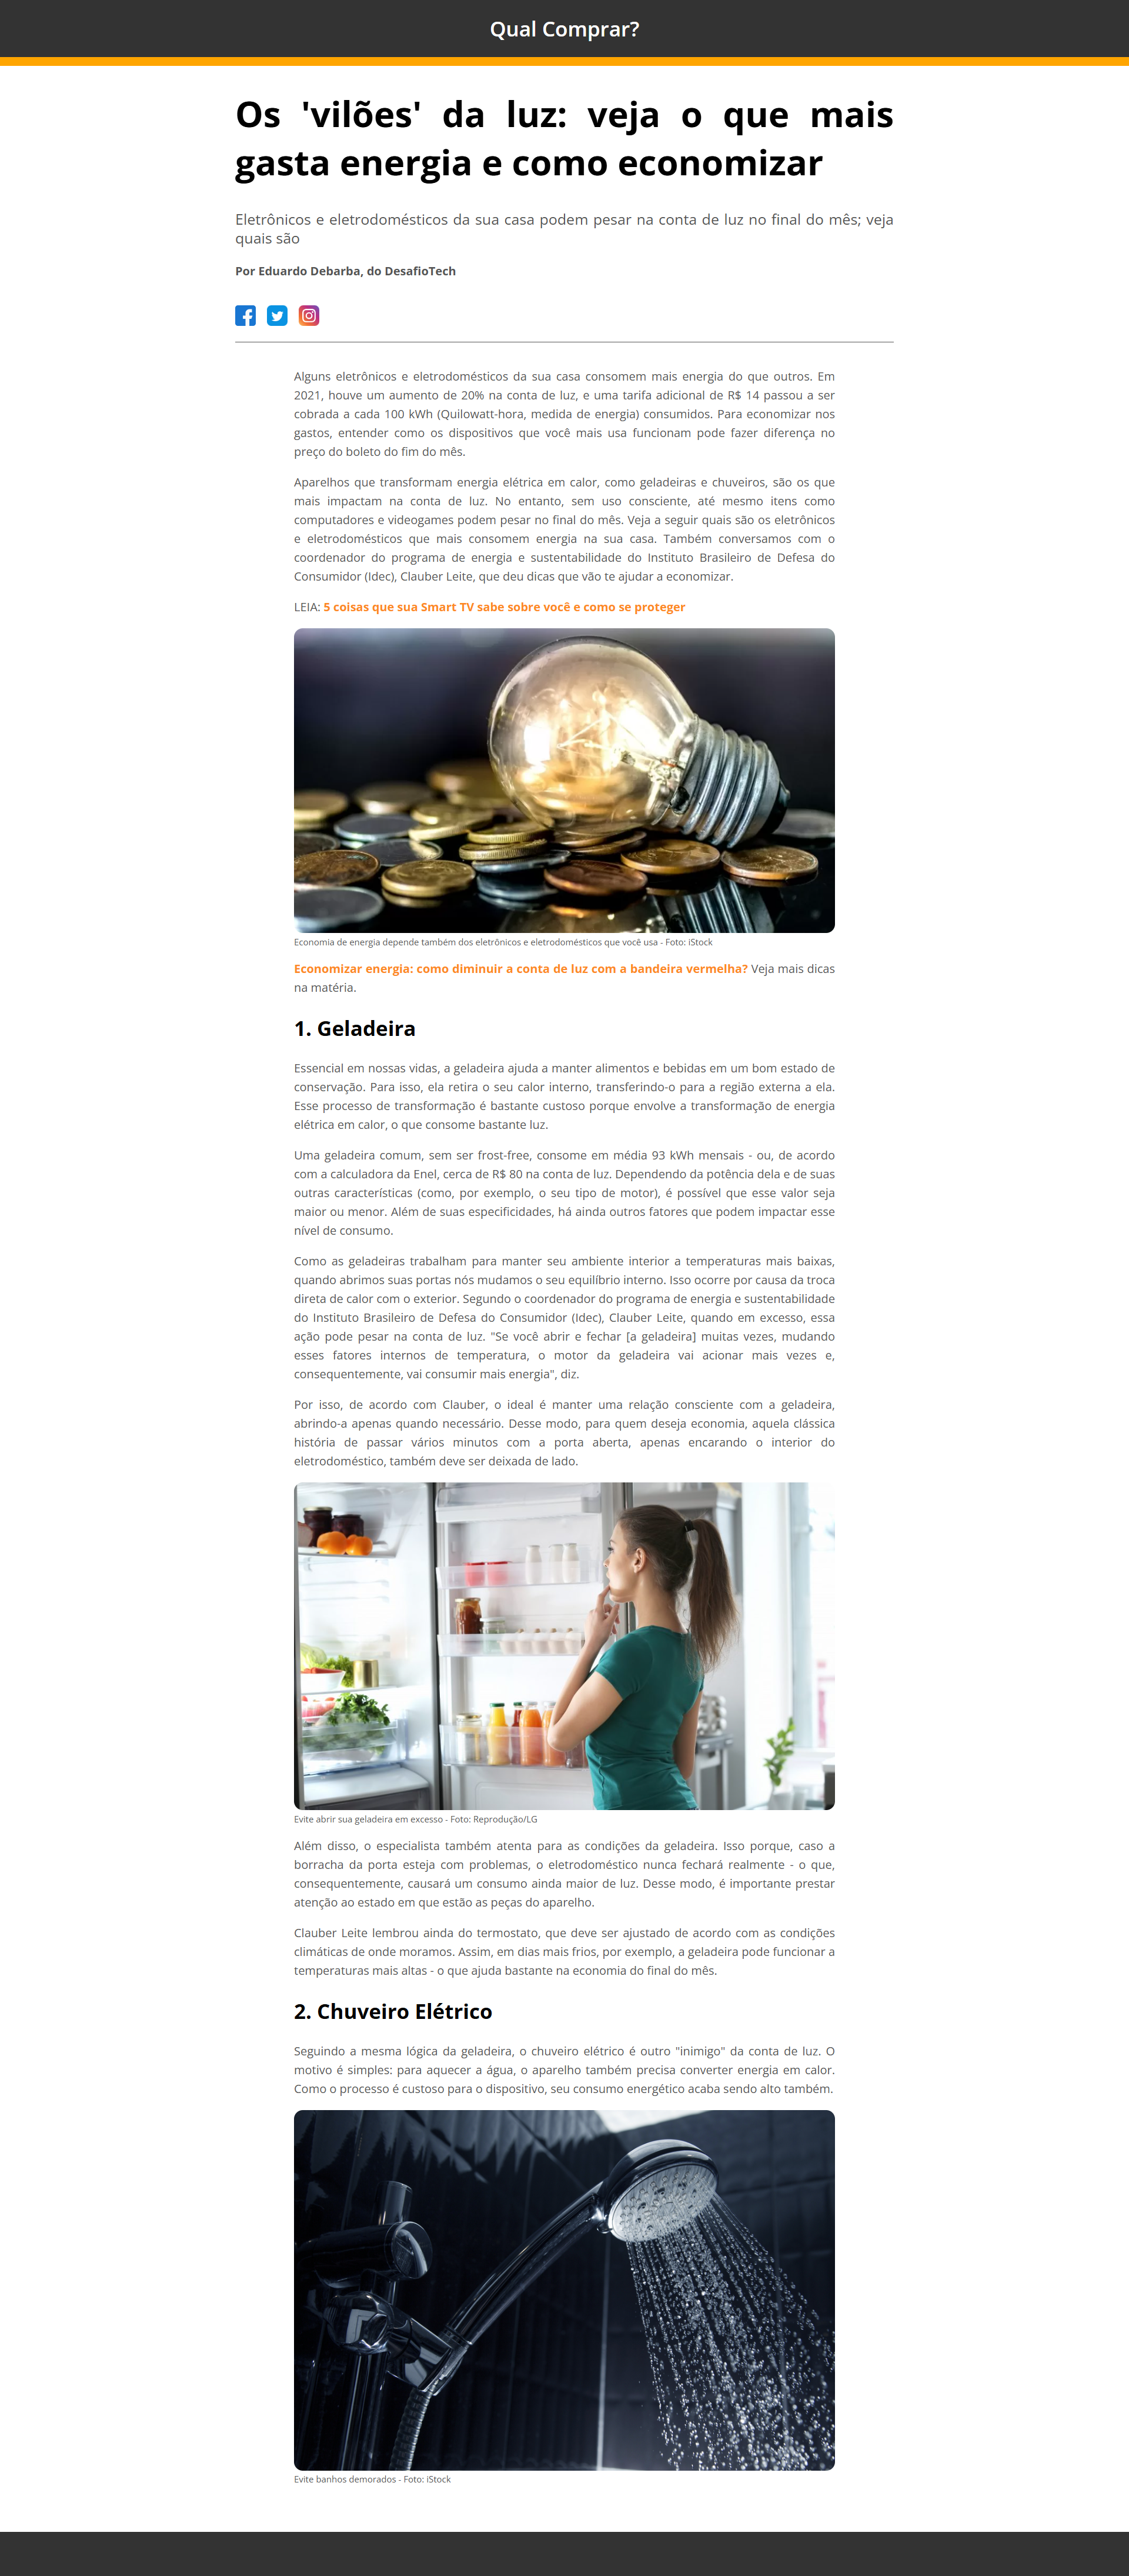 Qual Comprar?
Os 'vilões' da luz: veja o que mais
gasta energia e como economizar
Eletrônicos e eletrodomésticos da sua casa podem pesar na conta de luz no final do mês; veja
quais são
Por Eduardo Debarba, do DesafioTech
Alguns eletrônicos e eletrodomésticos da sua casa consomem mais energia do que outros. Em
2021, houve um aumento de 20% na conta de luz, e uma tarifa adicional de R$ 14 passou a ser
cobrada a cada 100 kWh (Quilowatt-hora, medida de energia) consumidos. Para economizar nos
gastos, entender como os dispositivos que você mais usa funcionam pode fazer diferença no
preço do boleto do fim do mês.
Aparelhos que transformam energia elétrica em calor, como geladeiras e chuveiros, são os que
mais impactam na conta de luz. No entanto, sem uso consciente, até mesmo itens como
computadores e videogames podem pesar no final do mês. Veja a seguir quais são os eletrônicos
e eletrodomésticos que mais consomem energia na sua casa. Também conversamos com o
coordenador do programa de energia e sustentabilidade do Instituto Brasileiro de Defesa do
Consumidor (Idec), Clauber Leite, que deu dicas que vão te ajudar a economizar.
LEIA: 5 coisas que sua Smart TV sabe sobre você e como se proteger
Economia de energia depende também dos eletrônicos e eletrodomésticos que você usa - Foto: iStock
Economizar energia: como diminuir a conta de luz com a bandeira vermelha? Veja mais dicas
na matéria.
1. Geladeira
Essencial em nossas vidas, a geladeira ajuda a manter alimentos e bebidas em um bom estado de
conservação. Para isso, ela retira o seu calor interno, transferindo-o para a região externa a ela.
Esse processo de transformação é bastante custoso porque envolve a transformação de energia
elétrica em calor, o que consome bastante luz.
Uma geladeira comum, sem ser frost-free, consome em média 93 kWh mensais - ou, de acordo
com a calculadora da Enel, cerca de R$ 80 na conta de luz. Dependendo da potência dela e de suas
outras características (como, por exemplo, o seu tipo de motor), é possível que esse valor seja
maior ou menor. Além de suas especificidades, há ainda outros fatores que podem impactar esse
nível de consumo.
Como as geladeiras trabalham para manter seu ambiente interior a temperaturas mais baixas,
quando abrimos suas portas nós mudamos o seu equilíbrio interno. Isso ocorre por causa da troca
direta de calor com o exterior. Segundo o coordenador do programa de energia e sustentabilidade
do Instituto Brasileiro de Defesa do Consumidor (Idec), Clauber Leite, quando em excesso, essa
ação pode pesar na conta de luz. "Se você abrir e fechar [a geladeira] muitas vezes, mudando
esses fatores internos de temperatura, o motor da geladeira vai acionar mais vezes e,
consequentemente, vai consumir mais energia", diz.
Por isso, de acordo com Clauber, o ideal é manter uma relação consciente com a geladeira,
abrindo-a apenas quando necessário. Desse modo, para quem deseja economia, aquela clássica
história de passar vários minutos com a porta aberta, apenas encarando o interior do
eletrodoméstico, também deve ser deixada de lado.
Evite abrir sua geladeira em excesso - Foto: Reprodução/LG
Além disso, o especialista também atenta para as condições da geladeira. Isso porque, caso a
borracha da porta esteja com problemas, o eletrodoméstico nunca fechará realmente - o que,
consequentemente, causará um consumo ainda maior de luz. Desse modo, é importante prestar
atenção ao estado em que estão as peças do aparelho.
Clauber Leite lembrou ainda do termostato, que deve ser ajustado de acordo com as condições
climáticas de onde moramos. Assim, em dias mais frios, por exemplo, a geladeira pode funcionar a
temperaturas mais altas - o que ajuda bastante na economia do final do mês.
2. Chuveiro Elétrico
Seguindo a mesma lógica da geladeira, o chuveiro elétrico é outro "inimigo" da conta de luz. O
motivo é simples: para aquecer a água, o aparelho também precisa converter energia em calor.
Como o processo é custoso para o dispositivo, seu consumo energético acaba sendo alto também.
Evite banhos demorados - Foto: iStock